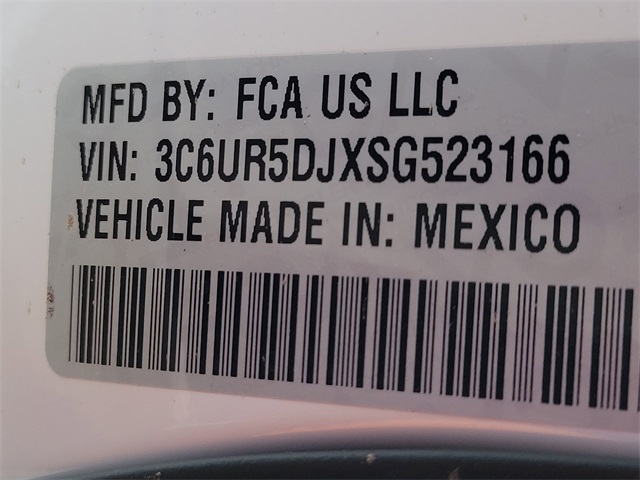 MFD BY: FCA US LLC
VIN: 3C6UR5DJXSG523166
VEHICLE MADE IN: MEXICO